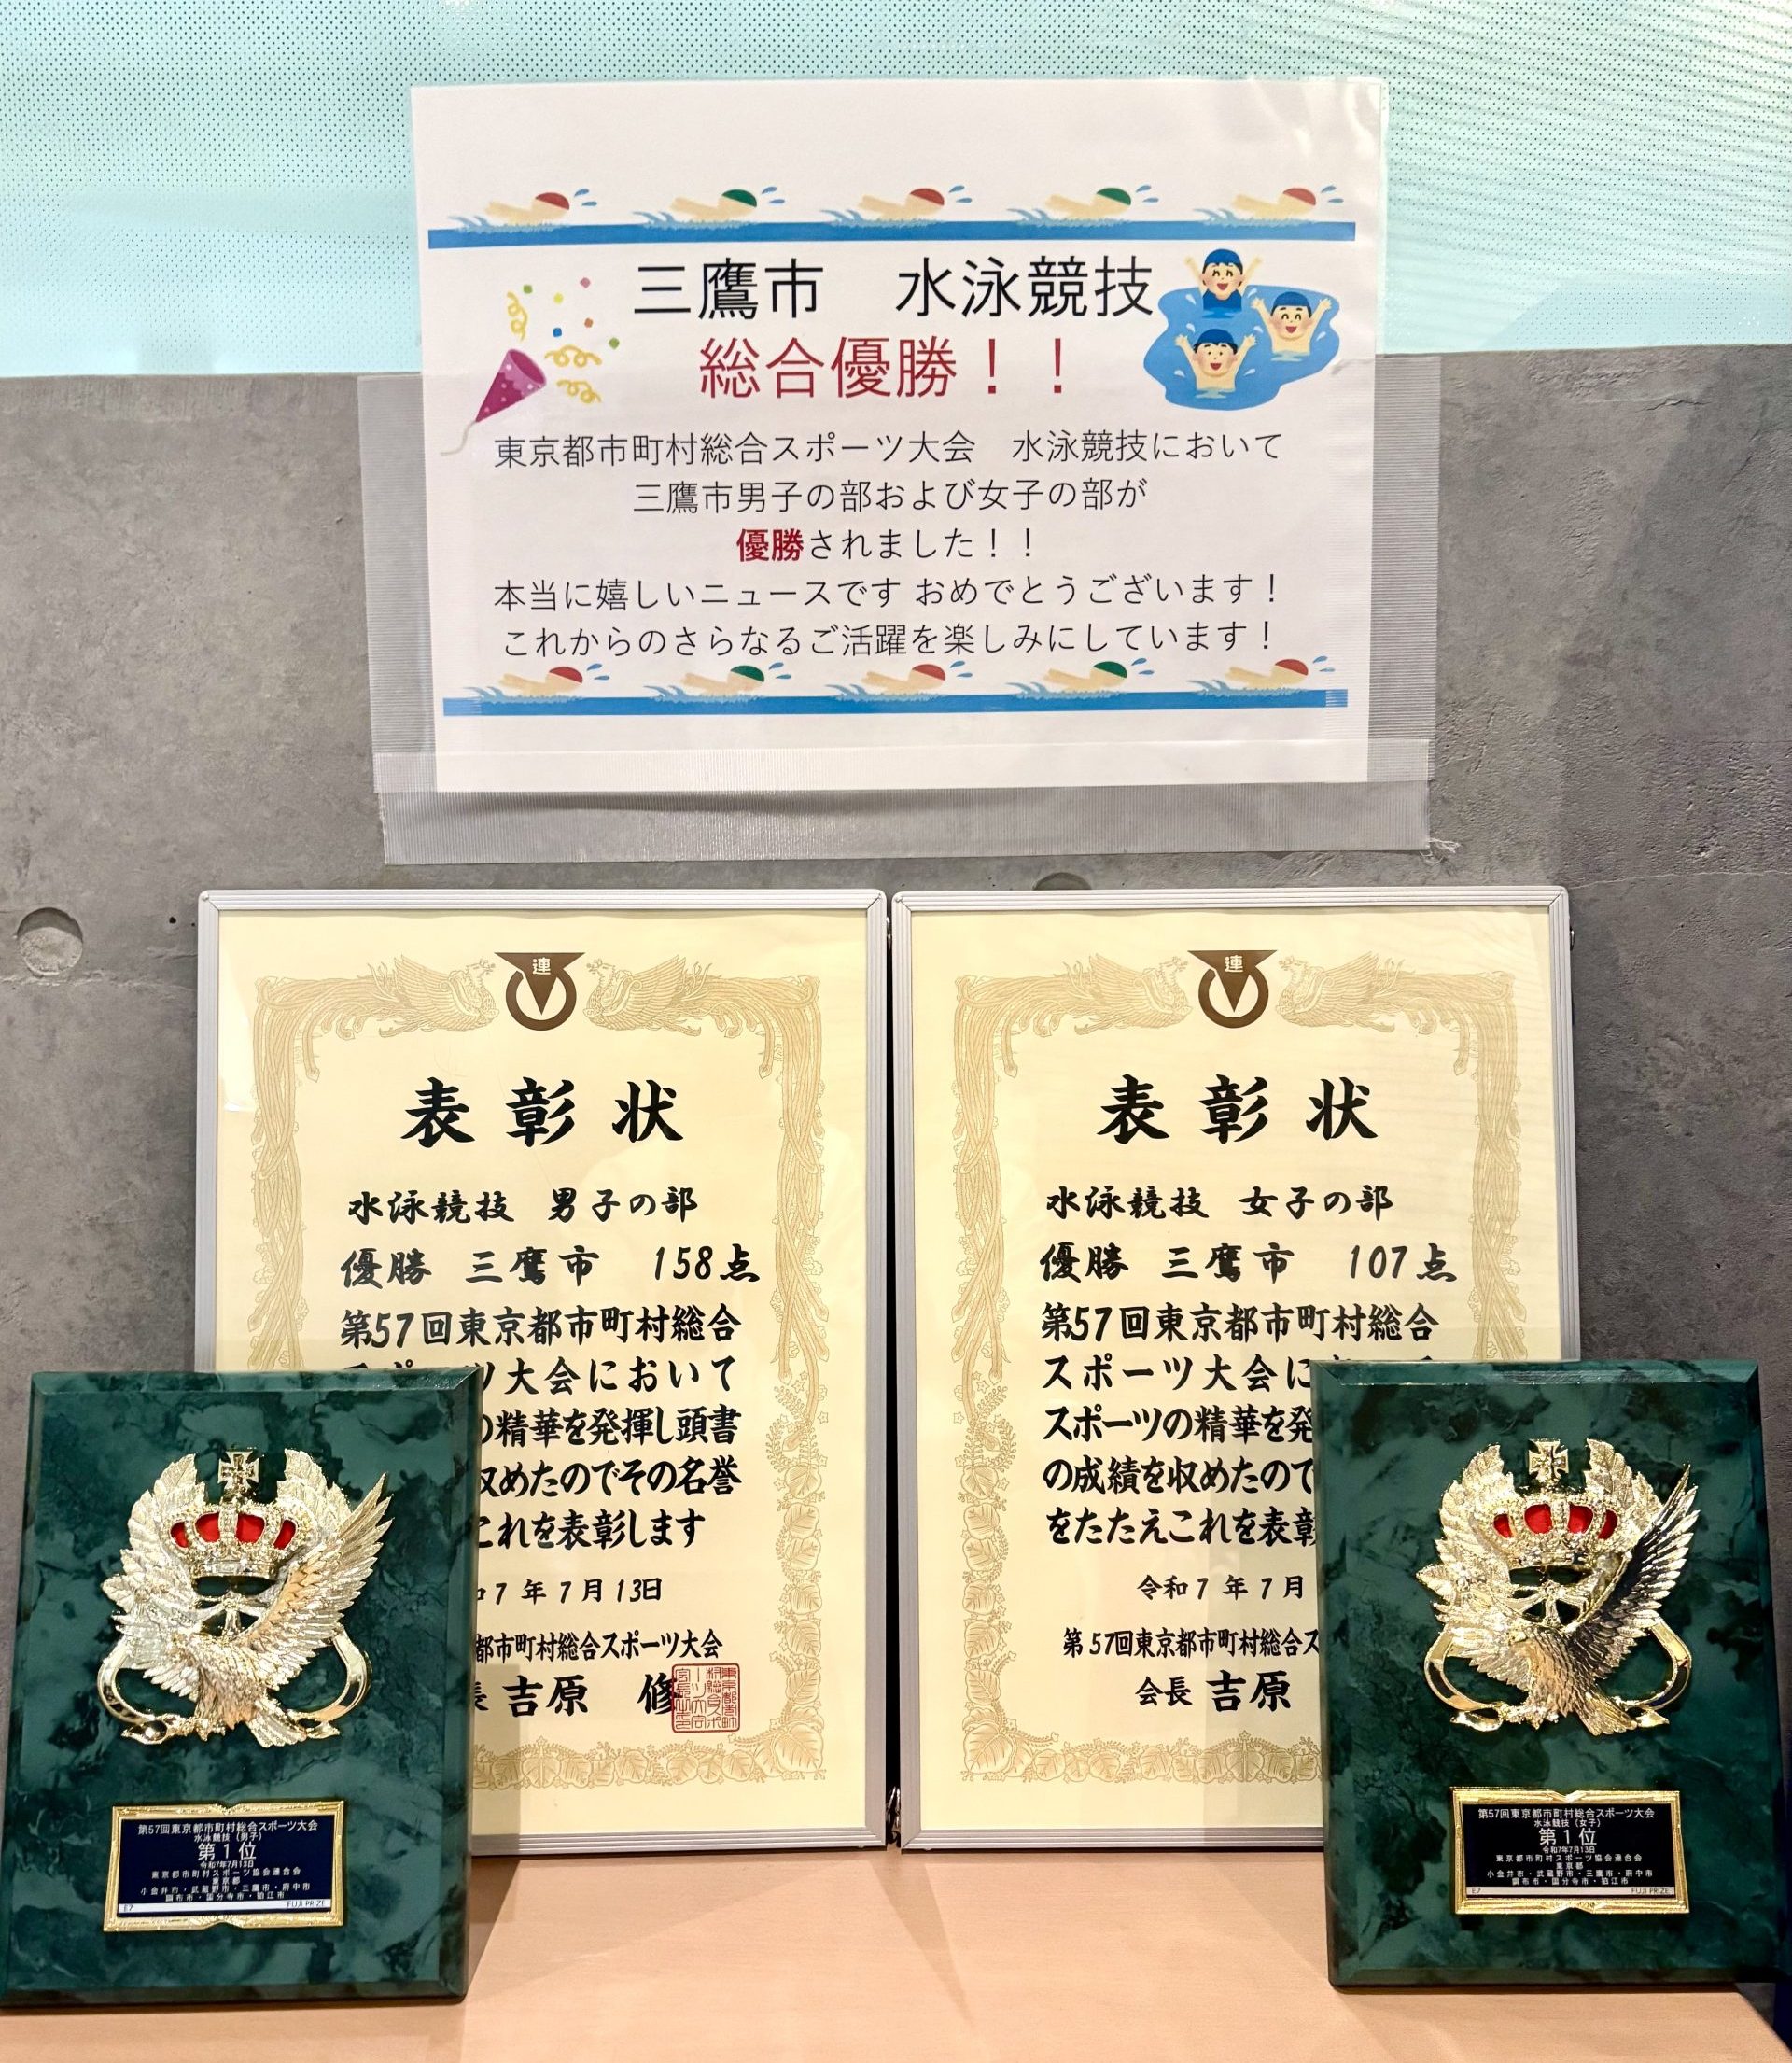 三鷹市　水泳競技
総合優勝！！
東京都市町村総合スポーツ大会　水泳競技において
三鷹市男子の部および女子の部が
優勝されました！！
本当に嬉しいニュースです おめでとうございます！
これからのさらなるご活躍を楽しみにしています！
連
表彰状
水泳競技 男子の部
優勝 三鷹市 158点
第57回東京都市町村総合
ツ大会において
の精華を発揮し頭書
収めたのでその名誉
これを表彰します
7年7月13日
都市町村総合スポーツ大会
長 吉原 修
連
表彰状
水泳競技 女子の部
優勝 三鷹市 107点
第57回東京都市町村総合
スポーツ大会に
スポーツの精華を発
の成績を収めたので
をたたえこれを表彰
令和7年7月
第57回東京都市町村総合ス
会長 吉原
第57回東京都市町村総合スポーツ大会
水泳競技（男子）
第1位
令和7年7月13日
東京都市町村スポーツ協会連合会
東京都
小金井市・武蔵野市・三鷹市・府中市
調布市・国分寺市・狛江市
E7 FUJI PRIZE
第57回東京都市町村総合スポーツ大会
水泳競技（女子）
第1位
令和7年7月13日
東京都市町村スポーツ協会連合会
東京都
小金井市・武蔵野市・三鷹市・府中市
調布市・国分寺市・狛江市
E7 FUJI PRIZE